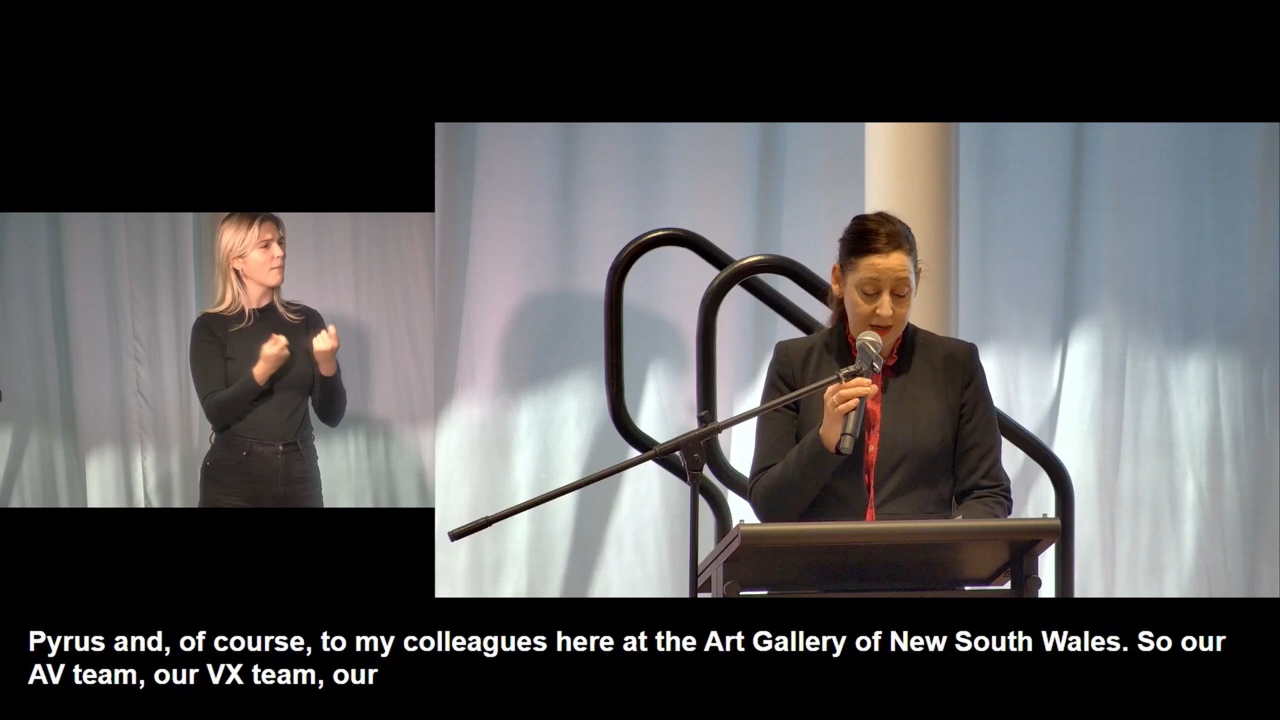 Pyrus and, of course, to my colleagues here at the Art Gallery of New South Wales. So our
AV team, our VX team, our